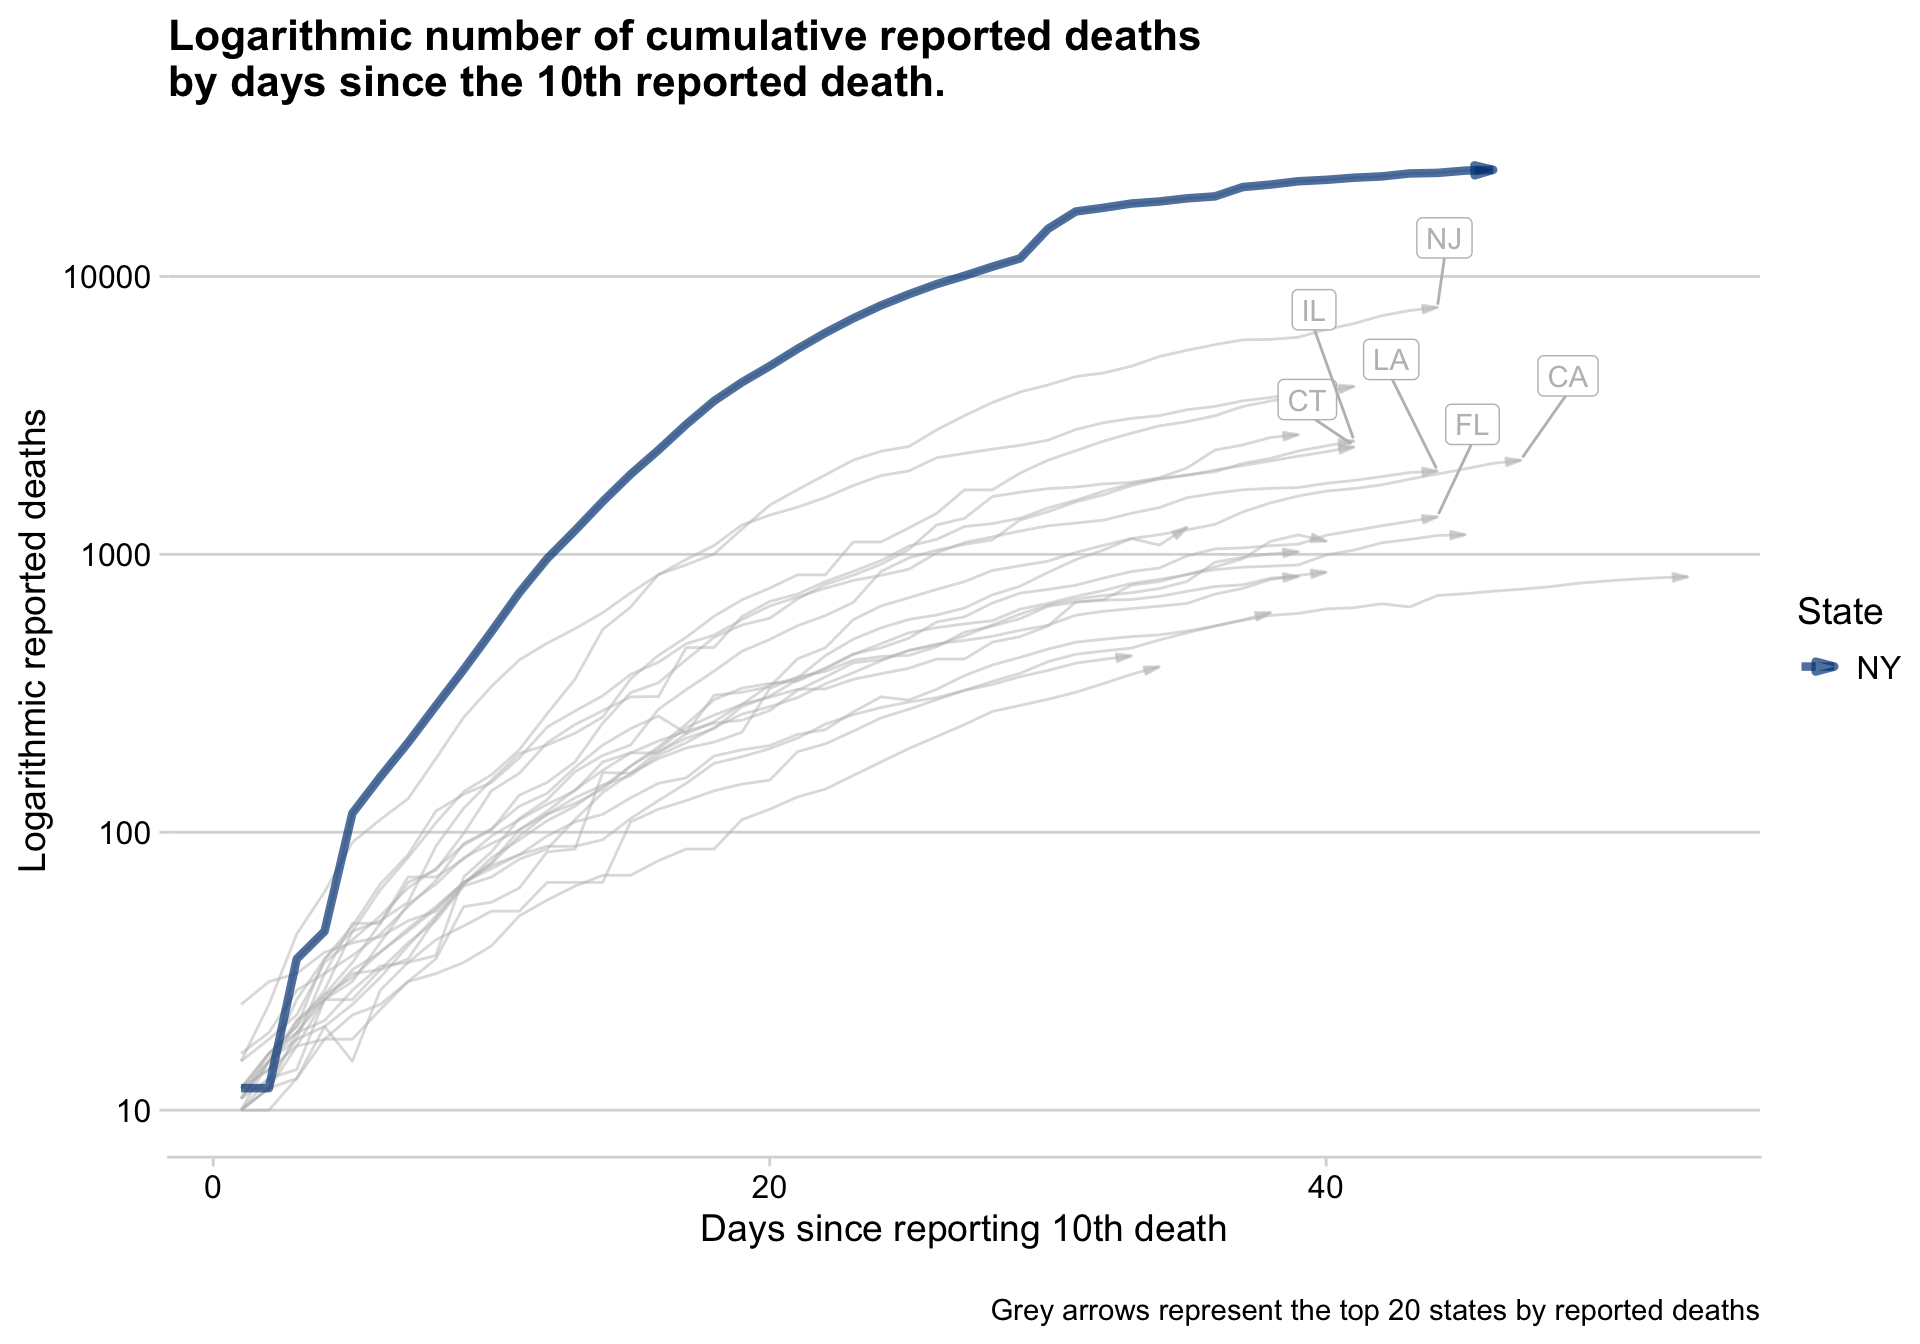 Logarithmic number of cumulative reported deaths
by days since the 10th reported death.
Logarithmic reported deaths
10000
1000
100
10
NJ
IL
LA
CA
CT
FL
State
NY
0
20
40
Days since reporting 10th death
Grey arrows represent the top 20 states by reported deaths